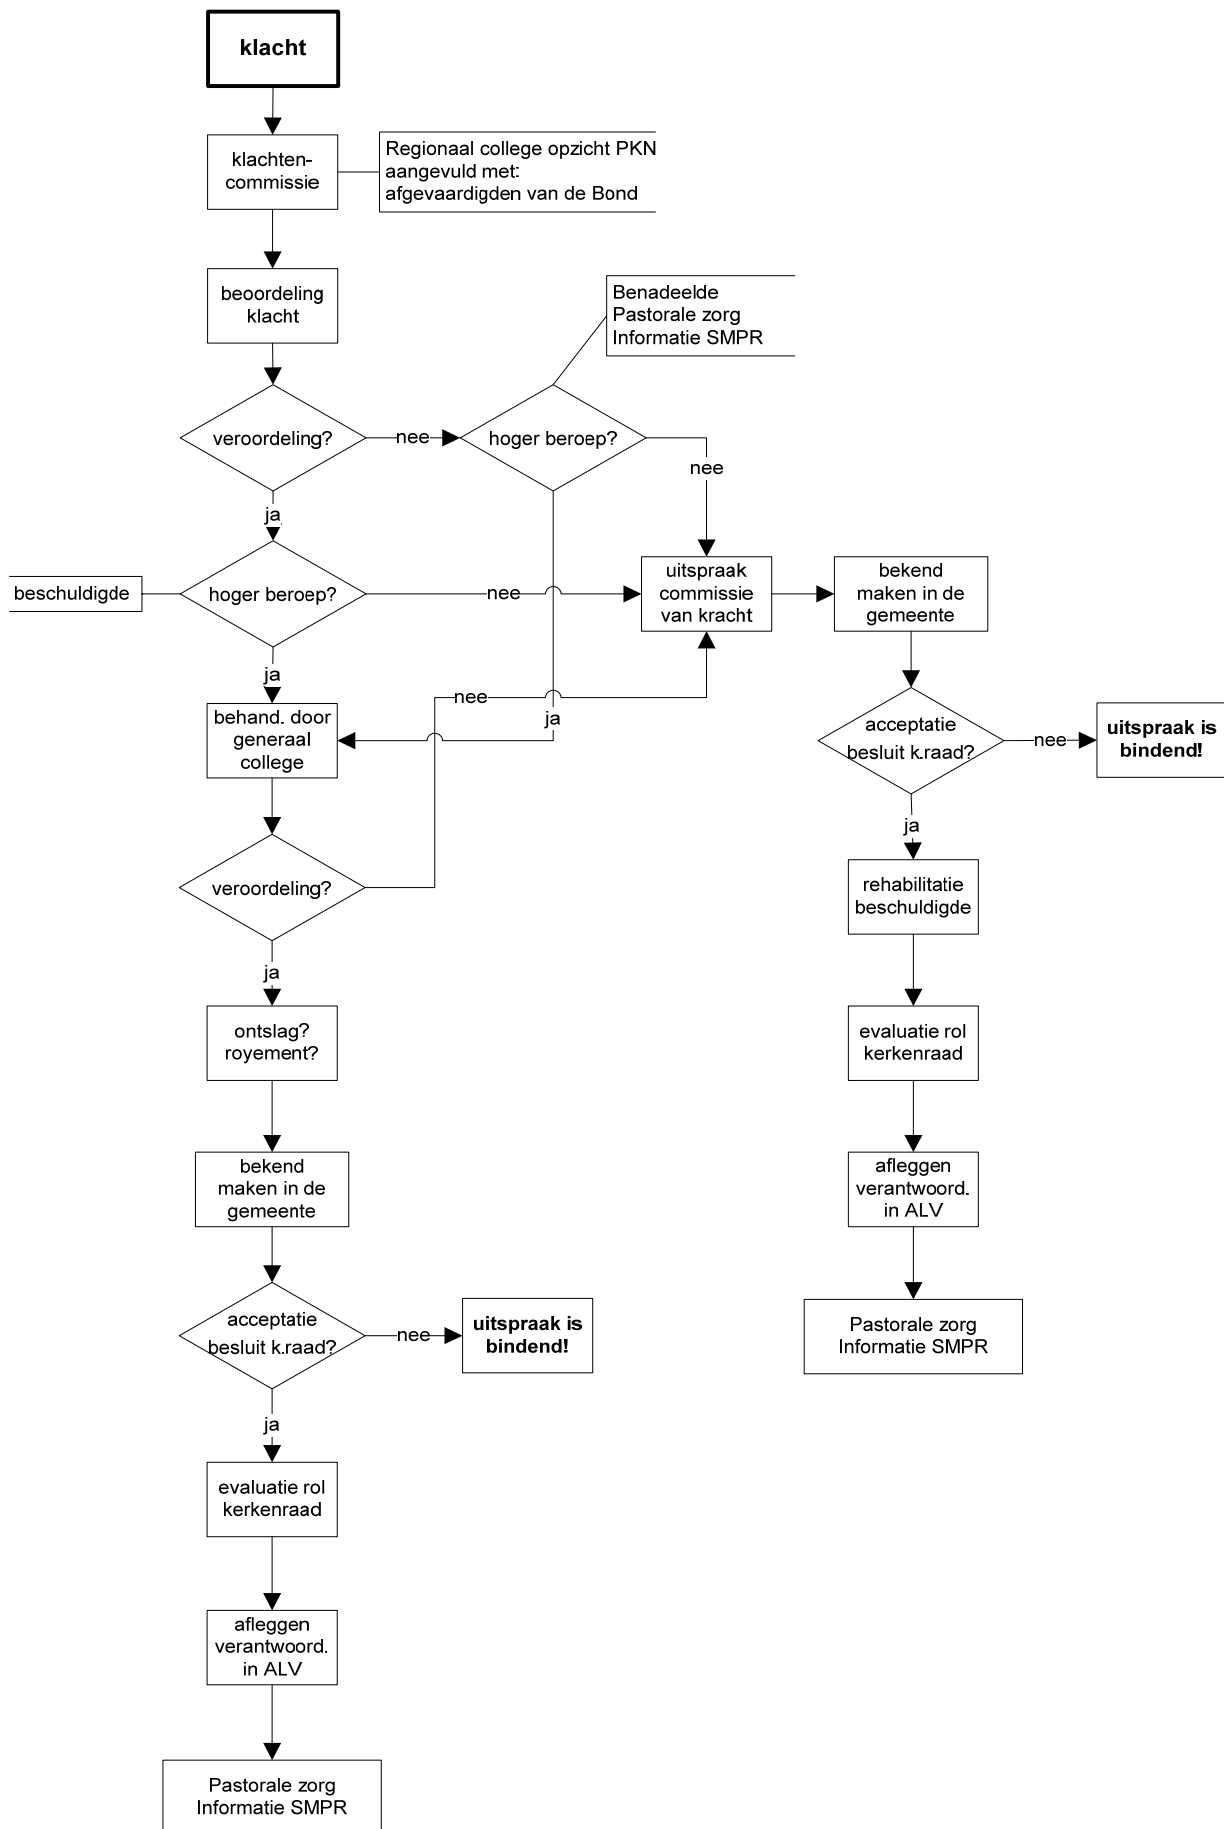 klacht
klachten-
commissie
Regionaal college opzicht PKN
aangevuld met:
afgevaardigden van de Bond
beoordeling
klacht
Benadeelde
Pastorale zorg
Informatie SMPR
veroordeling?
nee
hoger beroep?
nee
ja
beschuldigde
hoger beroep?
nee
uitspraak
commissie
van kracht
bekend
maken in de
gemeente
ja
nee
ja
behand. door
generaal
college
acceptatie
besluit k.raad?
nee
uitspraak is
bindend!
ja
veroordeling?
rehabilitatie
beschuldigde
ja
ontslag?
royement?
evaluatie rol
kerkenraad
bekend
maken in de
gemeente
afleggen
verantwoord.
in ALV
acceptatie
besluit k.raad?
nee
uitspraak is
bindend!
Pastorale zorg
Informatie SMPR
ja
evaluatie rol
kerkenraad
afleggen
verantwoord.
in ALV
Pastorale zorg
Informatie SMPR